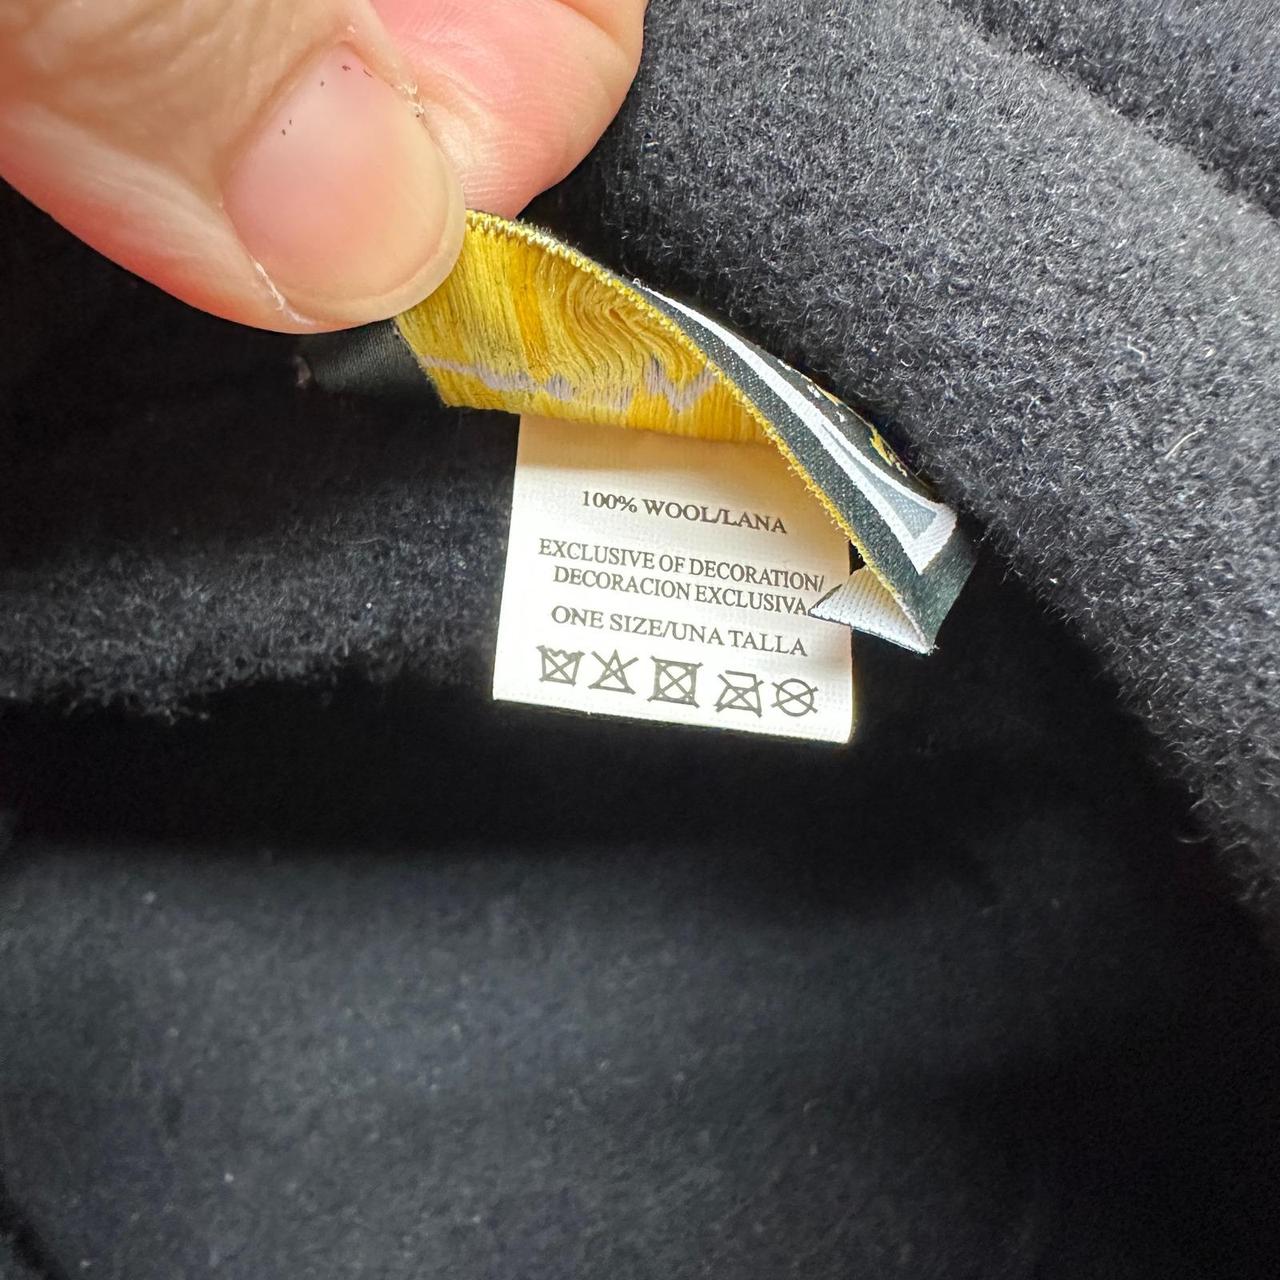 100% WOOL/LANA
EXCLUSIVE OF DECORATION/
DECORACION EXCLUSIVA
ONE SIZE/UNA TALLA